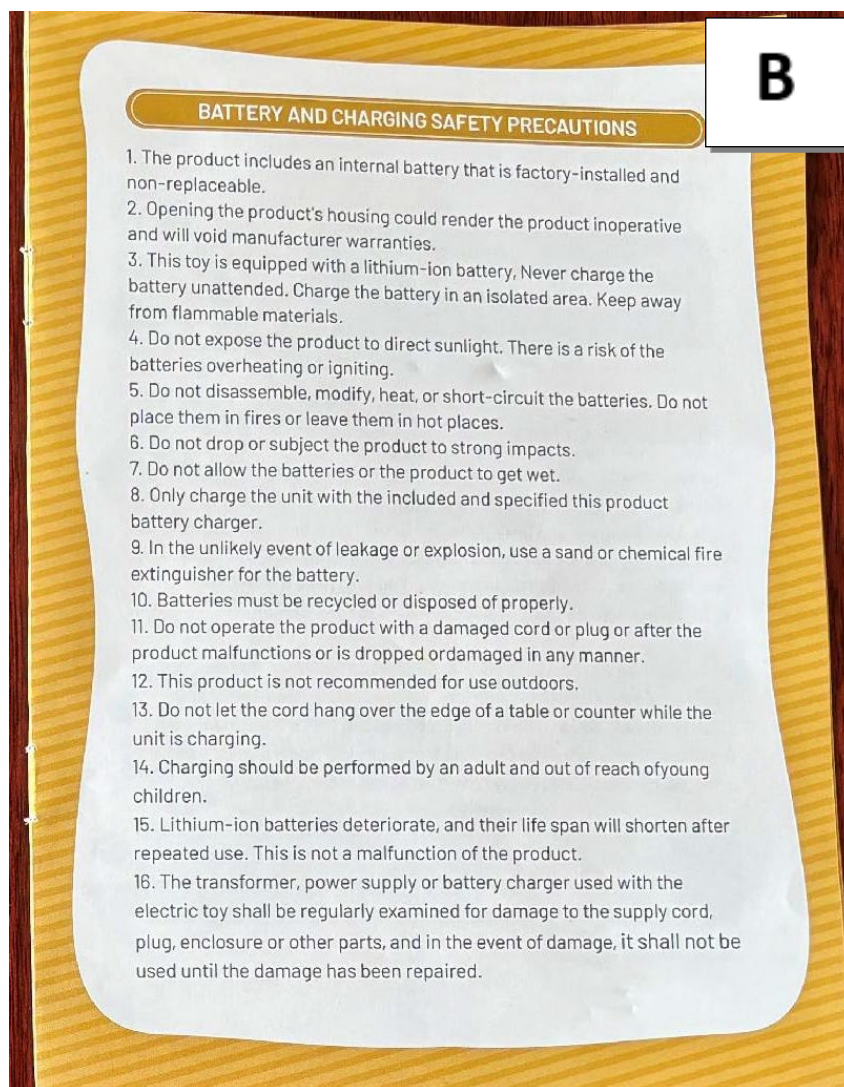 B
BATTERY AND CHARGING SAFETY PRECAUTIONS
1. The product includes an internal battery that is factory-installed and
non-replaceable.
2. Opening the product's housing could render the product inoperative
and will void manufacturer warranties.
3. This toy is equipped with a lithium-ion battery, Never charge the
battery unattended. Charge the battery in an isolated area. Keep away
from flammable materials.
4. Do not expose the product to direct sunlight. There is a risk of the
batteries overheating or igniting.
5. Do not disassemble, modify, heat, or short-circuit the batteries. Do not
place them in fires or leave them in hot places.
6. Do not drop or subject the product to strong impacts.
7. Do not allow the batteries or the product to get wet.
8. Only charge the unit with the included and specified this product
battery charger.
9. In the unlikely event of leakage or explosion, use a sand or chemical fire
extinguisher for the battery.
10. Batteries must be recycled or disposed of properly.
11. Do not operate the product with a damaged cord or plug or after the
product malfunctions or is dropped ordamaged in any manner.
12. This product is not recommended for use outdoors.
13. Do not let the cord hang over the edge of a table or counter while the
unit is charging.
14. Charging should be performed by an adult and out of reach ofyoung
children.
15. Lithium-ion batteries deteriorate, and their life span will shorten after
repeated use. This is not a malfunction of the product.
16. The transformer, power supply or battery charger used with the
electric toy shall be regularly examined for damage to the supply cord,
plug, enclosure or other parts, and in the event of damage, it shall not be
used until the damage has been repaired.